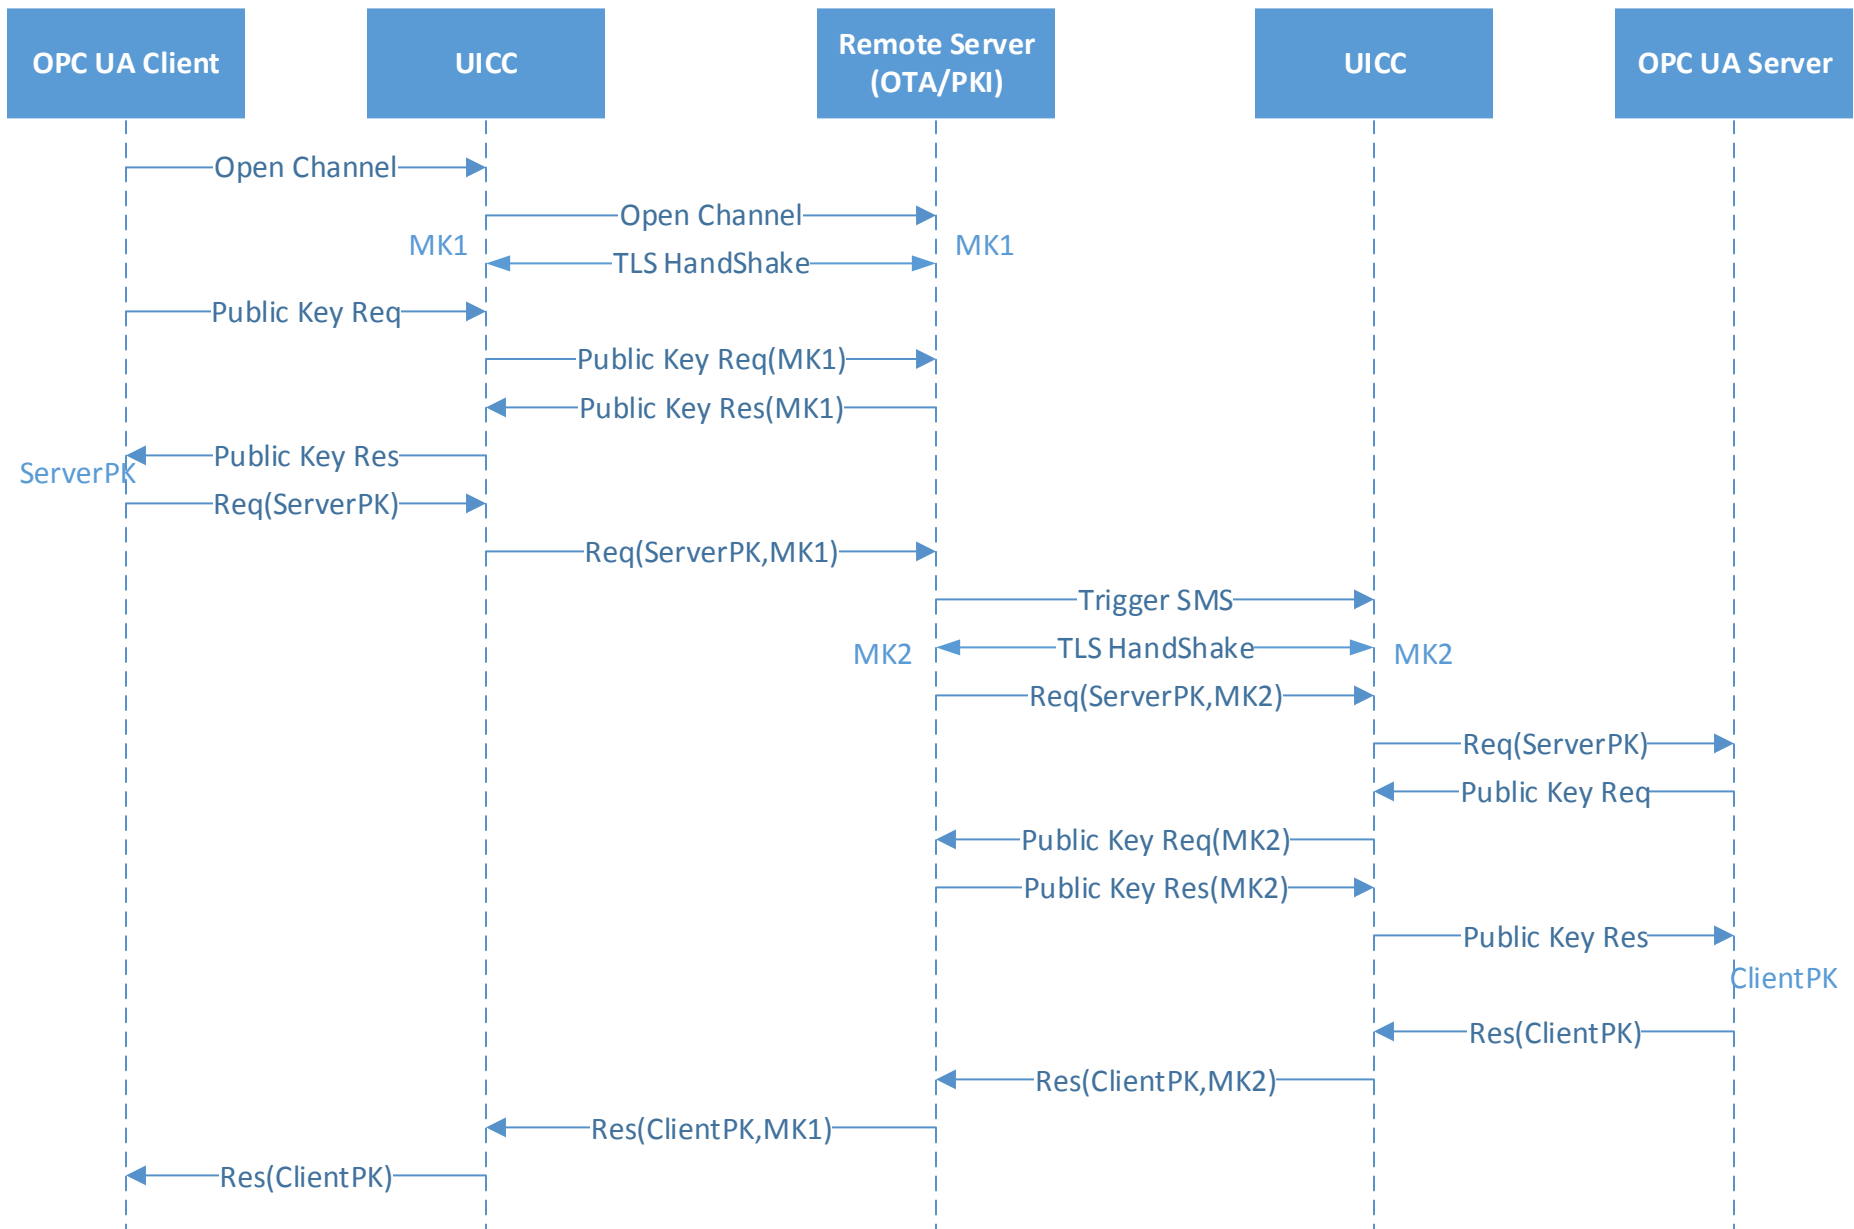 OPC UA Client
UICC
Remote Server
(OTA/PKI)
UICC
OPC UA Server
Open Channel
Open Channel
MK1
MK1
TLS HandShake
Public Key Req
Public Key Req(MK1)
Public Key Res(MK1)
Public Key Res
ServerPK
Req(ServerPK)
Req(ServerPK,MK1)
Trigger SMS
TLS HandShake
MK2
MK2
Req(ServerPK,MK2)
Req(ServerPK)
Public Key Req
Public Key Req(MK2)
Public Key Res(MK2)
Public Key Res
ClientPK
Res(ClientPK)
Res(ClientPK,MK2)
Res(ClientPK,MK1)
Res(ClientPK)